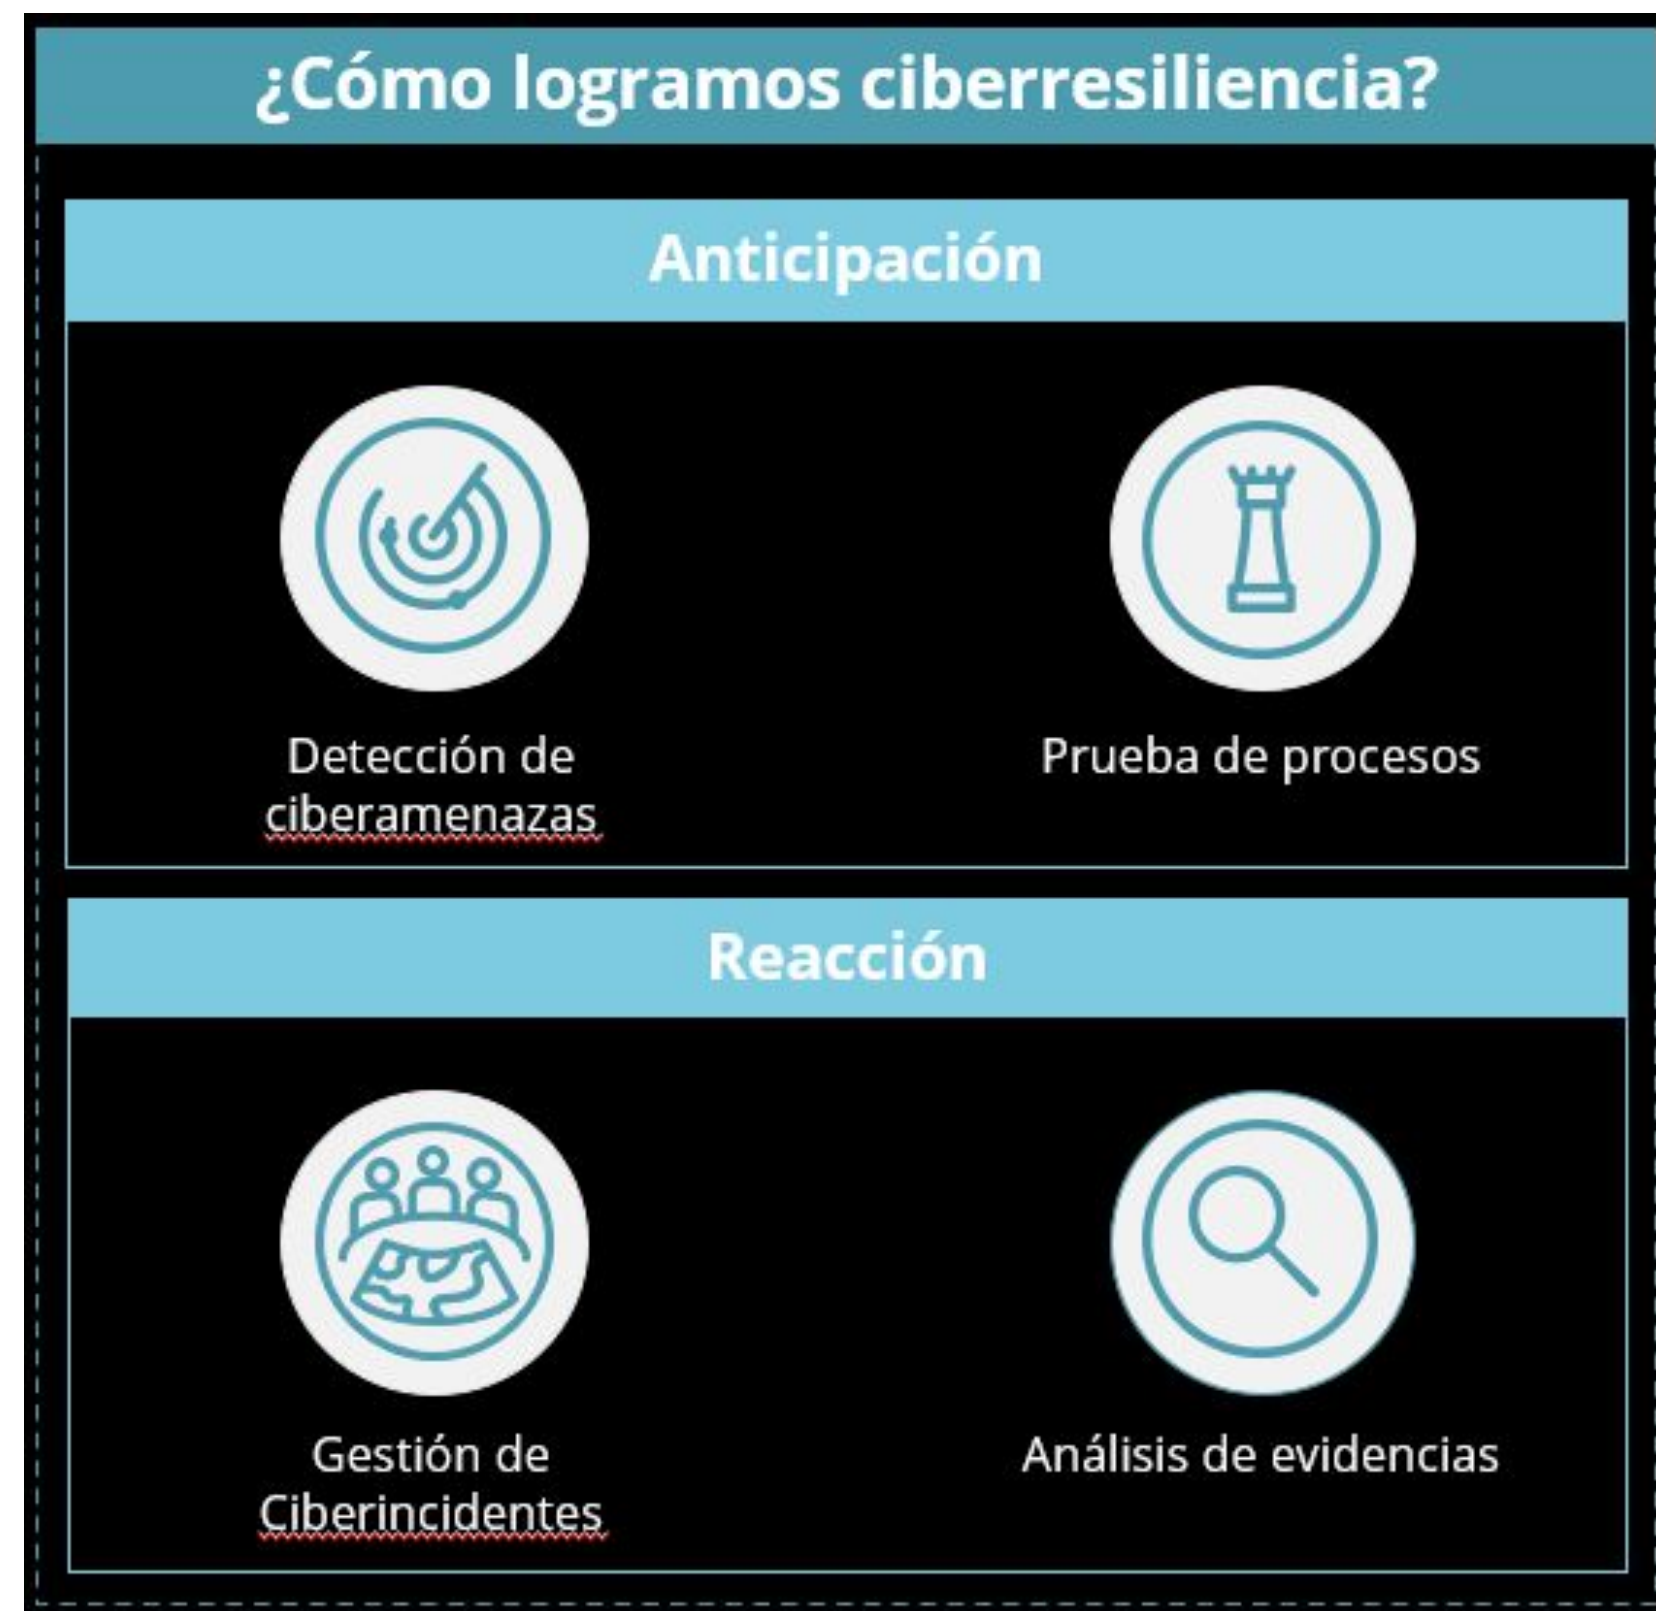 ¿Cómo logramos ciberresiliencia?
Anticipación
Detección de
ciberamenazas
Prueba de procesos
Reacción
Gestión de
Ciberincidentes
Análisis de evidencias